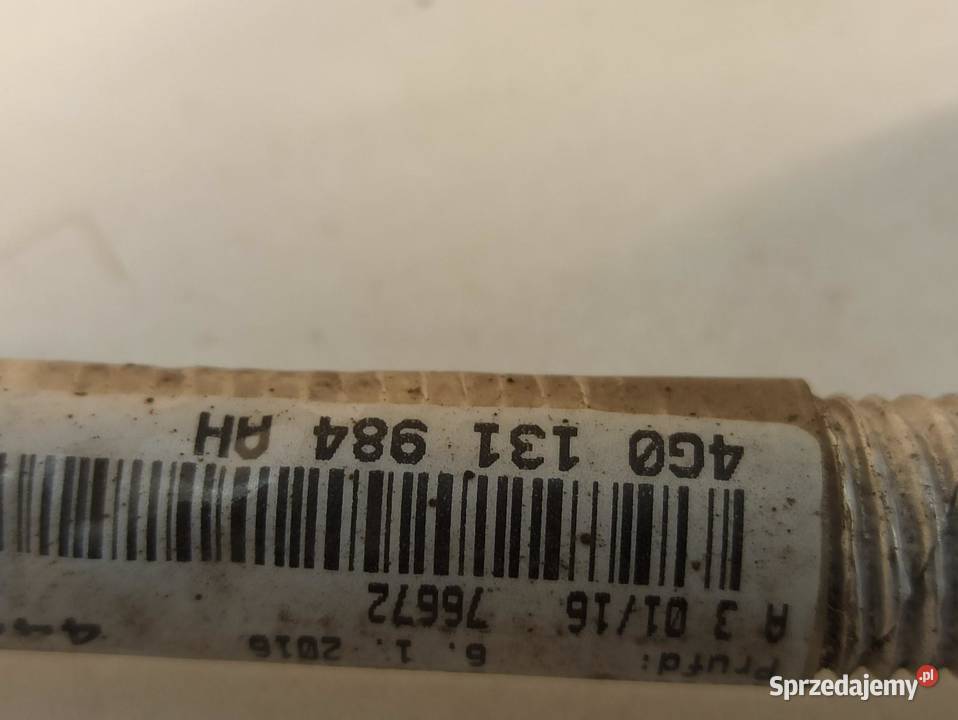 4G0 131 984 AH
A 3 01/16 76672
Prufd: 6. 1. 2016
Sprzedajemy.pl